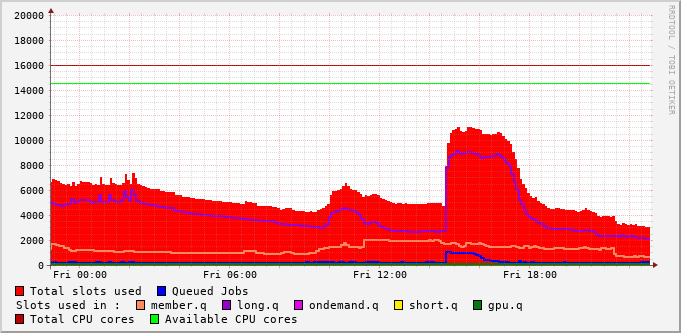 RRDTOOL / TOBI OETIKER
20000
18000
16000
14000
12000
10000
8000
6000
4000
2000
0
Fri 00:00 Fri 06:00 Fri 12:00 Fri 18:00
Total slots used Queued Jobs
Slots used in : member.q long.q ondemand.q short.q gpu.q
Total CPU cores Available CPU cores